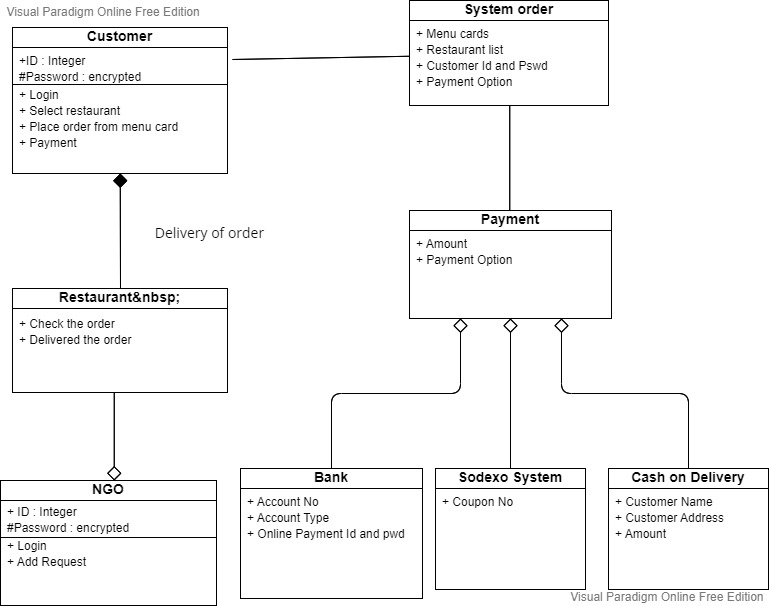 Visual Paradigm Online Free Edition
Customer
+ID : Integer
#Password : encrypted
+ Login
+ Select restaurant
+ Place order from menu card
+ Payment
System order
+ Menu cards
+ Restaurant list
+ Customer Id and Pswd
+ Payment Option
Delivery of order
Payment
+ Amount
+ Payment Option
Restaurant&nbsp;
+ Check the order
+ Delivered the order
NGO
+ ID : Integer
#Password : encrypted
+ Login
+ Add Request
Bank
+ Account No
+ Account Type
+ Online Payment Id and pwd
Sodexo System
+ Coupon No
Cash on Delivery
+ Customer Name
+ Customer Address
+ Amount
Visual Paradigm Online Free Edition